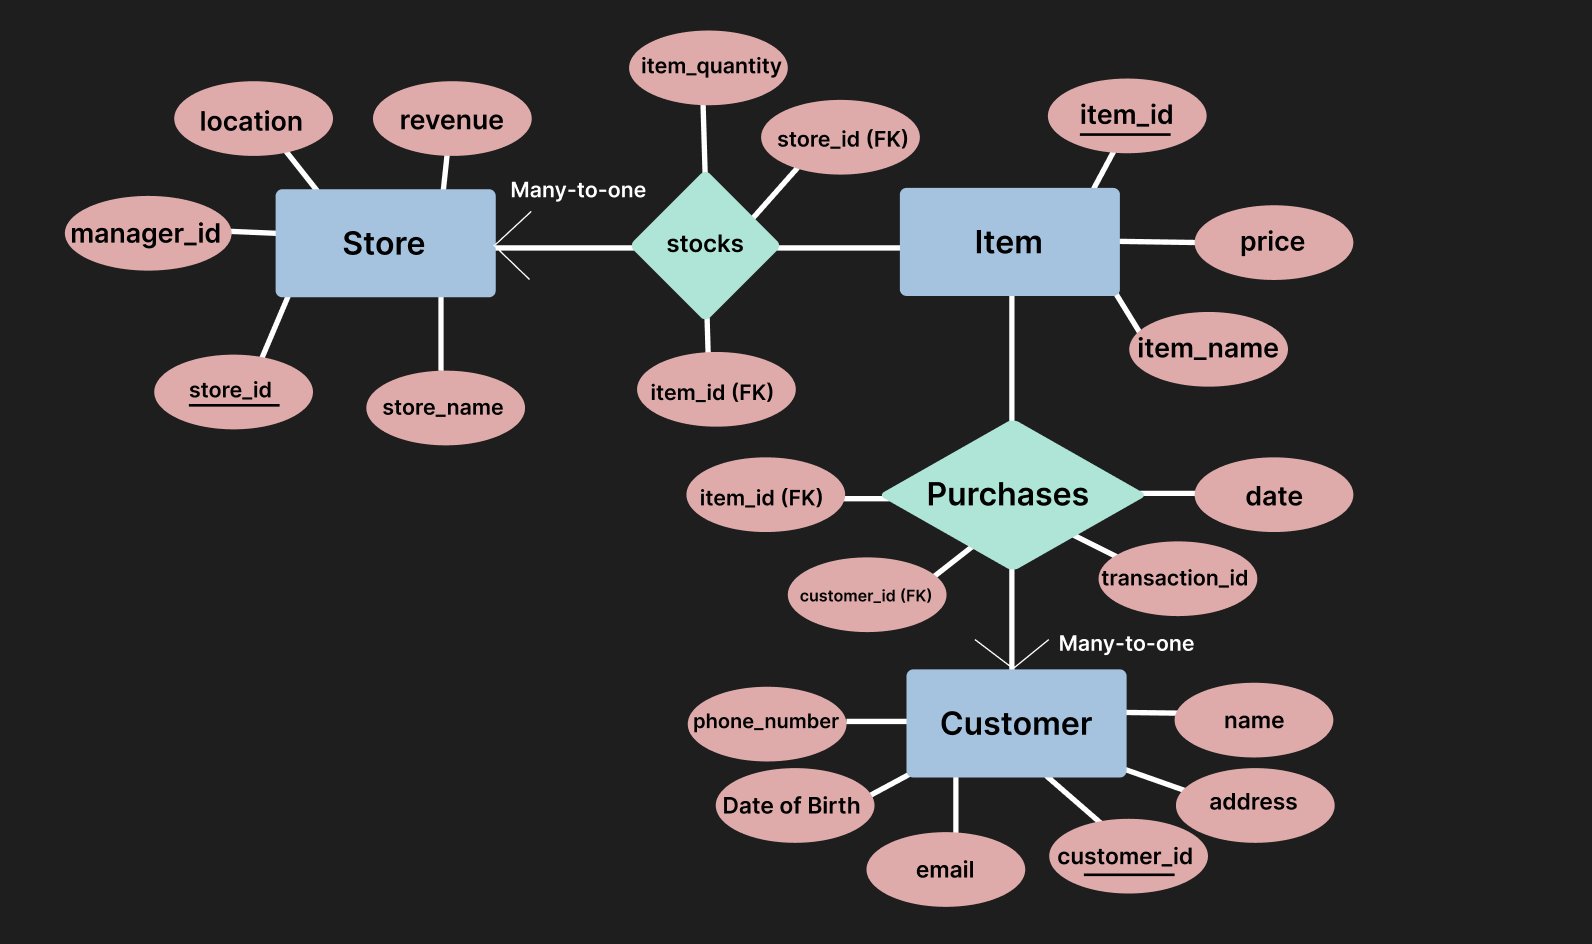 item_quantity
location
revenue
store_id (FK)
item_id
Many-to-one
manager_id
Store
stocks
Item
price
item_name
store_id
store_name
item_id (FK)
item_id (FK)
Purchases
date
customer_id (FK)
transaction_id
Many-to-one
phone_number
Customer
name
Date of Birth
address
email
customer_id